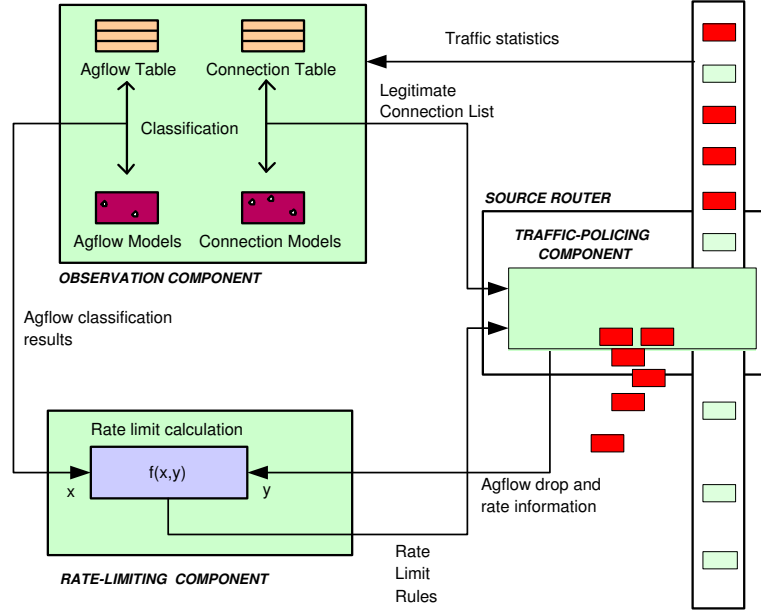 Agflow Table
Connection Table
Traffic statistics
Legitimate
Connection List
Classification
Agflow Models
Connection Models
OBSERVATION COMPONENT
SOURCE ROUTER
TRAFFIC-POLICING
COMPONENT
Agflow classification
results
Rate limit calculation
f(x,y)
x
y
Agflow drop and
rate information
Rate
Limit
Rules
RATE-LIMITING COMPONENT